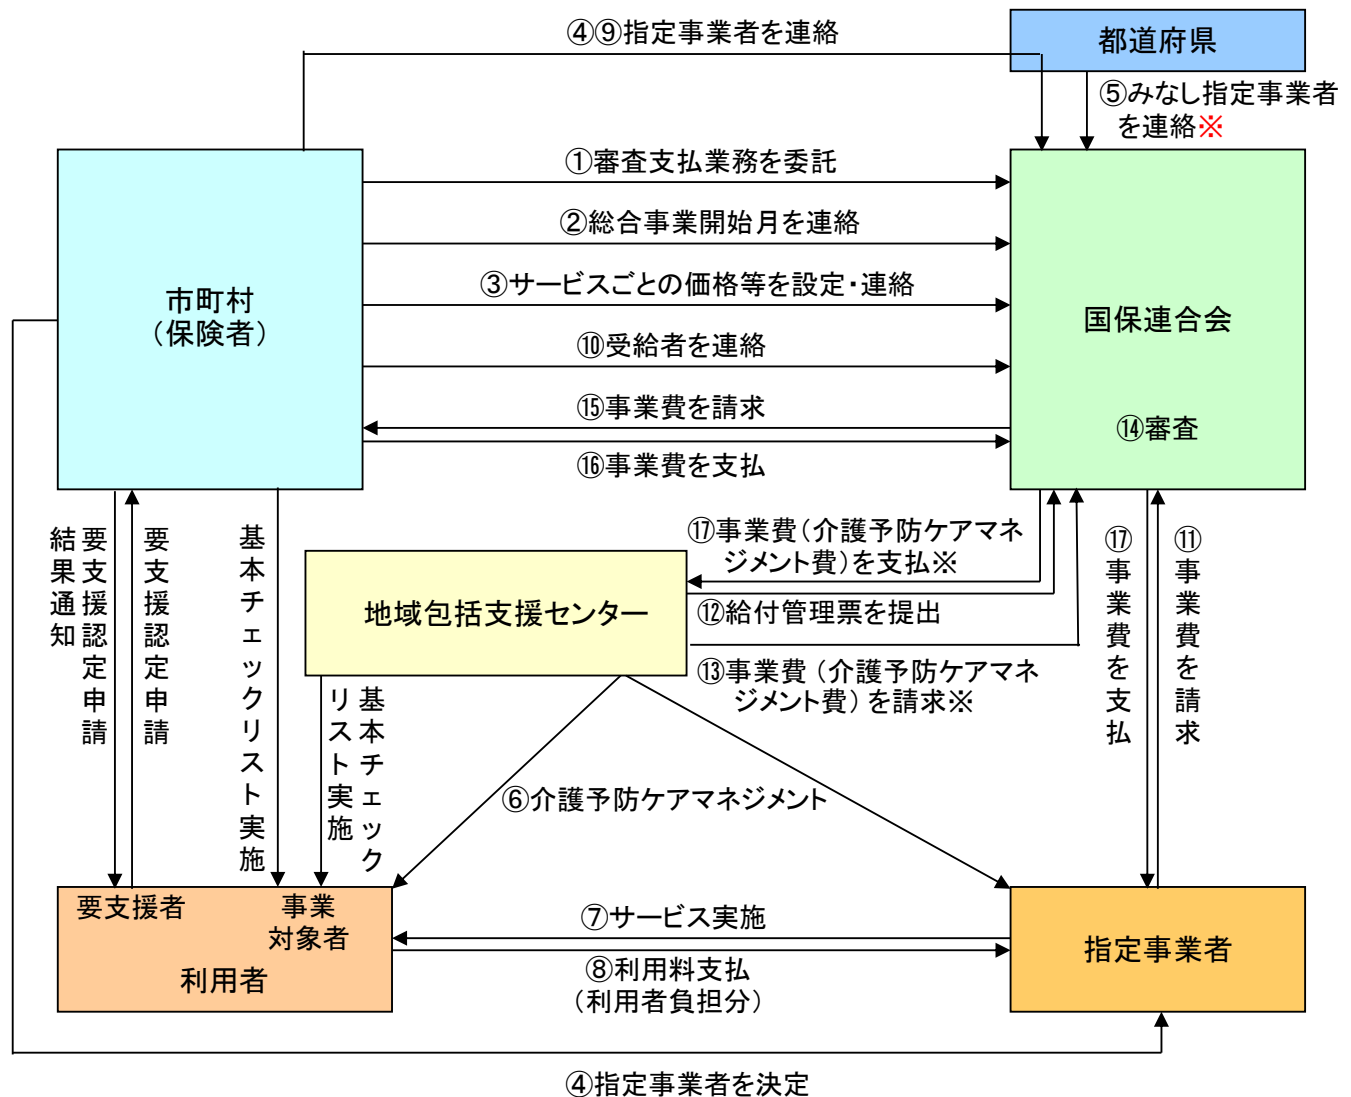 ④⑨指定事業者を連絡
都道府県
⑤みなし指定事業者
を連絡※
①審査支払業務を委託
②総合事業開始月を連絡
③サービスごとの価格等を設定・連絡
市町村
（保険者）
国保連合会
⑩受給者を連絡
⑮事業費を請求
⑭審査
⑯事業費を支払
要支援認定申請
結果通知
要支援認定申請
基本チェックリスト実施
⑰事業費（介護予防ケアマネ
ジメント費）を支払※
地域包括支援センター
⑫給付管理票を提出
⑬事業費（介護予防ケアマネ
ジメント費）を請求※
⑰事業費を支払
⑪事業費を請求
基本チェック
リスト実施
⑥介護予防ケアマネジメント
要支援者
事業
対象者
利用者
⑦サービス実施
⑧利用料支払
（利用者負担分）
指定事業者
④指定事業者を決定